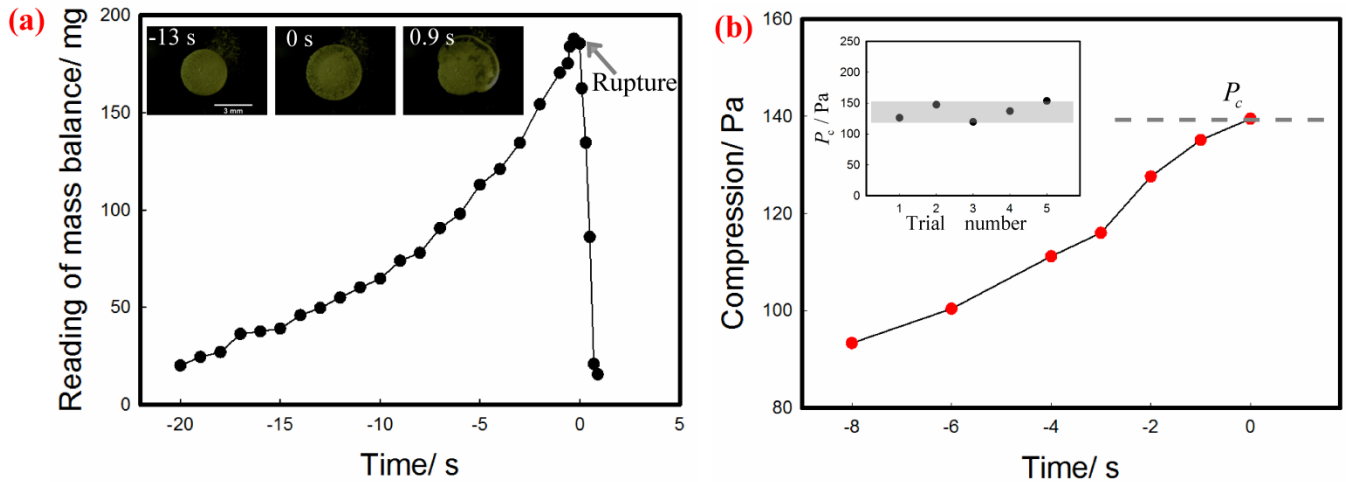 (a)
Reading of mass balance/ mg
200
150
100
50
0
-13 s
0 s
0.9 s
3 mm
Rupture
-20
-15
-10
-5
0
5
Time/ s
(b)
Compression/ Pa
160
140
120
100
80
P_c / Pa
250
200
150
100
50
0
1 2 3 4 5
Trial number
P_c
-8
-6
-4
-2
0
Time/ s